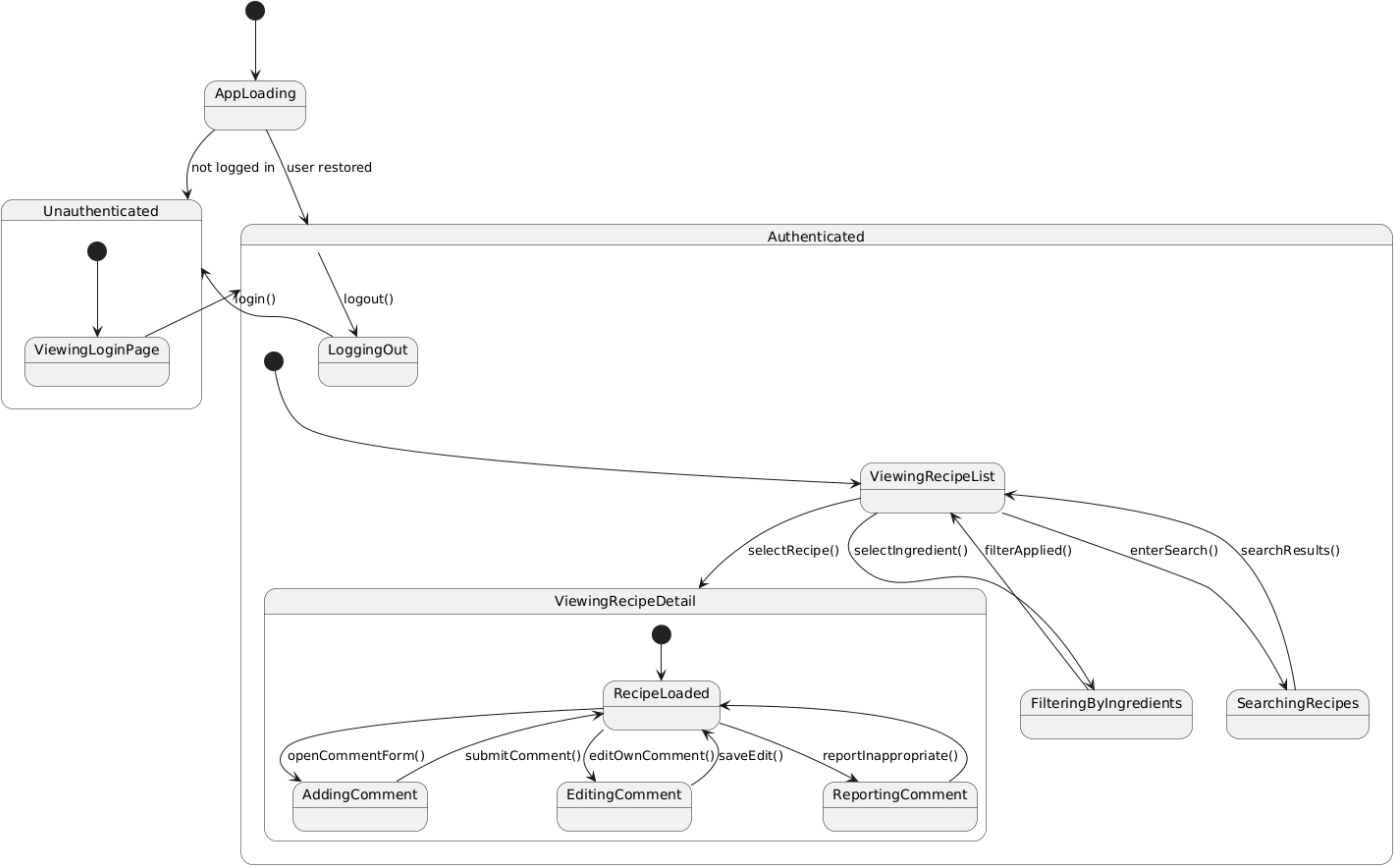 AppLoading
not logged in
user restored
Unauthenticated
Authenticated
login()
logout()
ViewingLoginPage
LoggingOut
ViewingRecipeList
selectRecipe()
selectIngredient()
filterApplied()
enterSearch()
searchResults()
ViewingRecipeDetail
RecipeLoaded
FilteringByIngredients
SearchingRecipes
openCommentForm()
submitComment()
editOwnComment()
saveEdit()
reportInappropriate()
AddingComment
EditingComment
ReportingComment